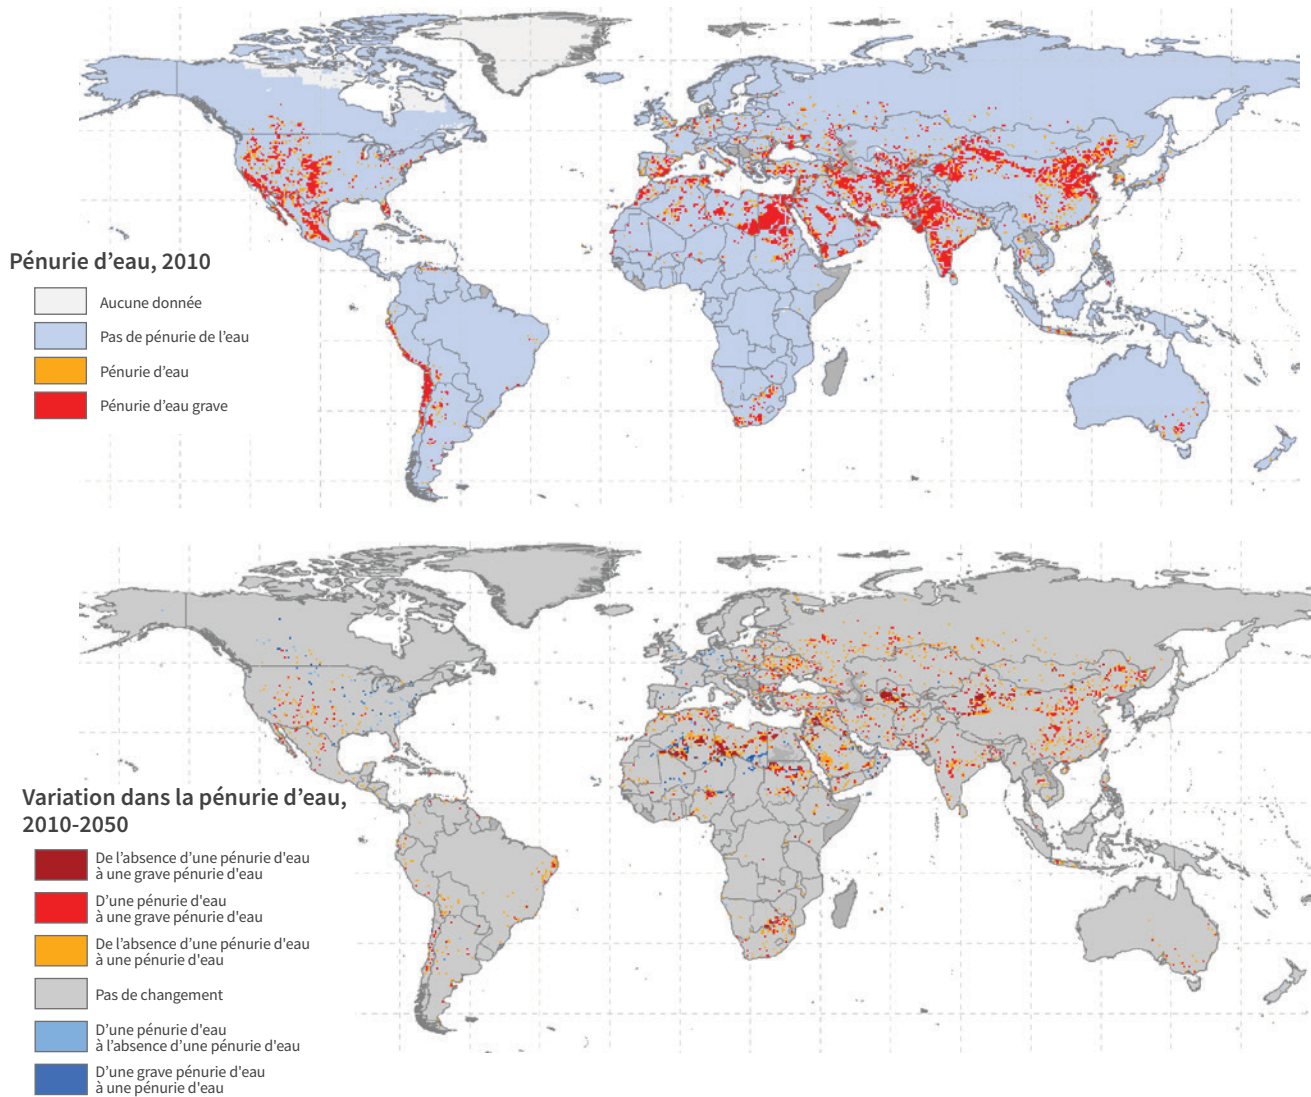 Pénurie d’eau, 2010
Aucune donnée
Pas de pénurie de l’eau
Pénurie d’eau
Pénurie d’eau grave
Variation dans la pénurie d’eau,
2010-2050
De l’absence d’une pénurie d'eau
à une grave pénurie d'eau
D’une pénurie d'eau
à une grave pénurie d'eau
De l’absence d’une pénurie d'eau
à une pénurie d'eau
Pas de changement
D’une pénurie d'eau
à l’absence d’une pénurie d'eau
D’une grave pénurie d'eau
à une pénurie d'eau